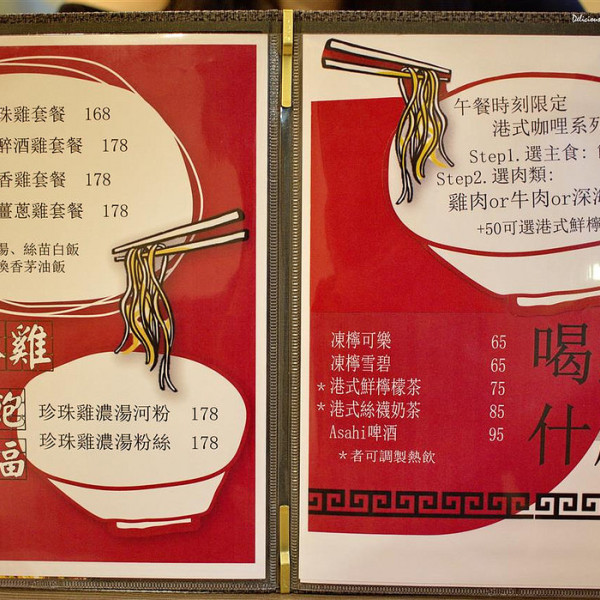 珠雞套餐 168
醉酒雞套餐 178
香雞套餐 178
薑蔥雞套餐 178
湯、絲苗白飯
換香茅油飯
雞
飽
福
珍珠雞濃湯河粉 178
珍珠雞濃湯粉絲 178
Delicious
午餐時刻限定
港式咖哩系列
Step1.選主食:
Step2.選肉類:
雞肉or牛肉or深海
+50可選港式鮮檸
凍檸可樂 65
凍檸雪碧 65
*港式鮮檸檬茶 75
*港式絲襪奶茶 85
Asahi啤酒 95
*者可調製熱飲
喝
什